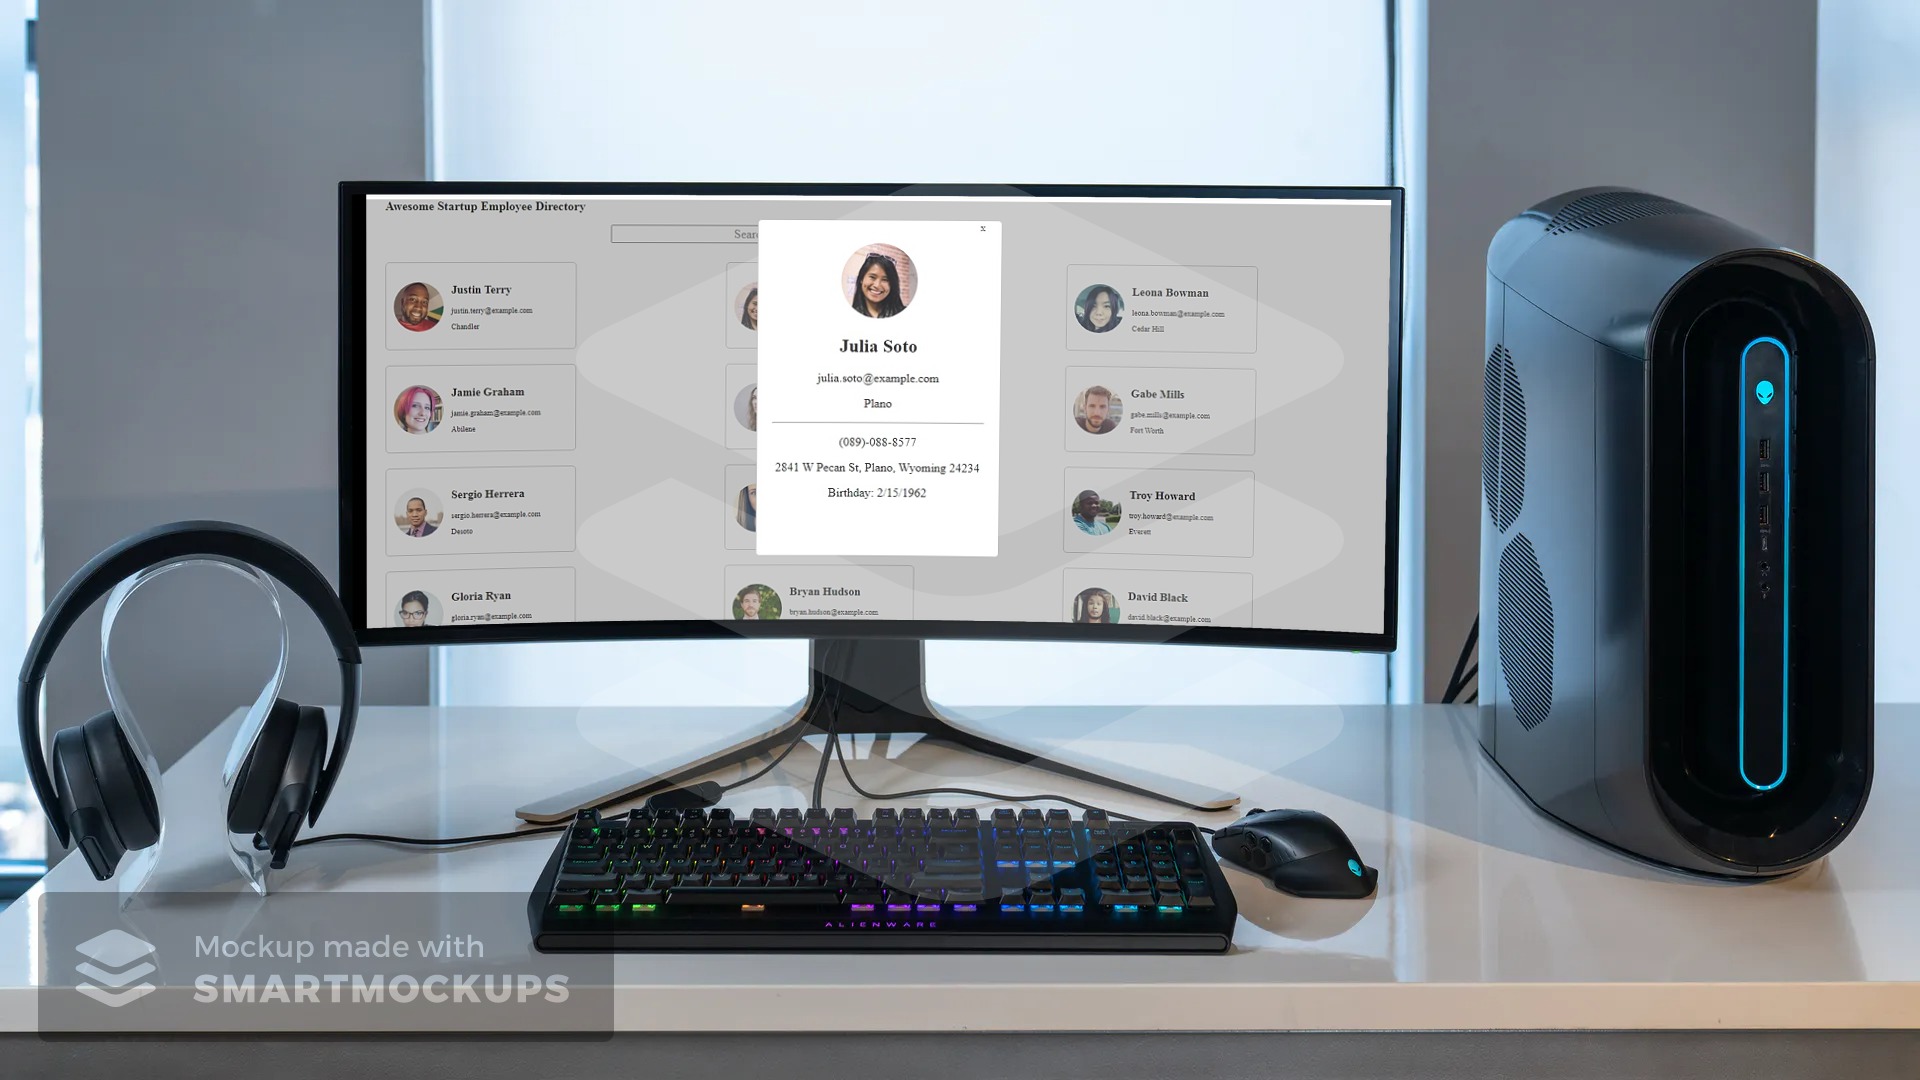 Awesome Startup Employee Directory
Sear
x
Justin Terry
justin.terry@example.com
Chandler
Leona Bowman
leona.bowman@example.com
Cedar Hill
Julia Soto
julia.soto@example.com
Plano
(089)-088-8577
2841 W Pecan St, Plano, Wyoming 24234
Birthday: 2/15/1962
Jamie Graham
jamie.graham@example.com
Abilene
Gabe Mills
gabe.mills@example.com
Fort Worth
Sergio Herrera
sergio.herrera@example.com
Desoto
Troy Howard
troy.howard@example.com
Everett
Gloria Ryan
gloria.ryan@example.com
Bryan Hudson
bryan.hudson@example.com
David Black
david.black@example.com
ALIENWARE
Mockup made with
SMARTMOCKUPS